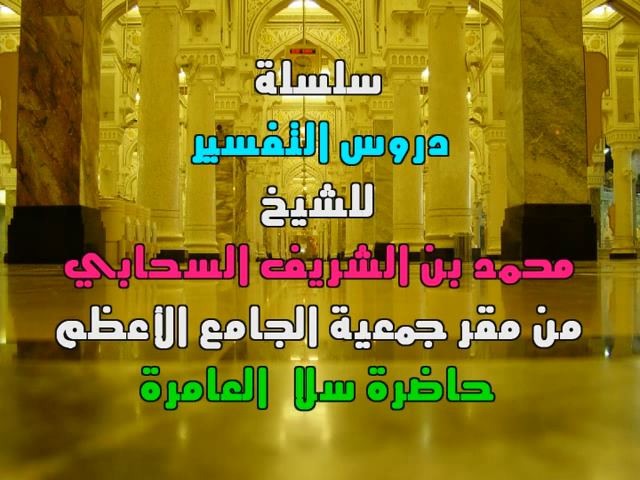 سلسلة
دروس التفسير
للشيخ
محمد بن الشريف السحابي
من مقر جمعية الجامع الأعظم
حاضرة سلا العامرة